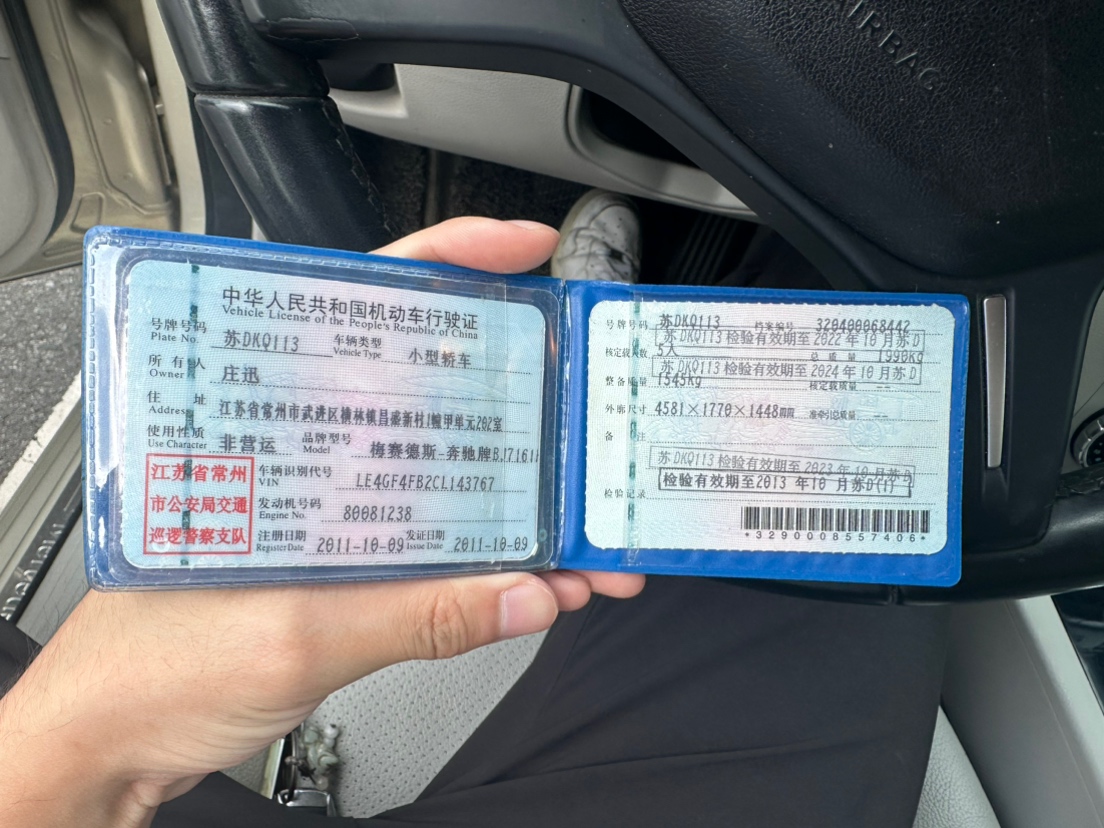 AIRBAG
中华人民共和国机动车行驶证
Vehicle License of the People's Republic of China
号牌号码 苏DKQ113 车辆类型 小型轿车
Plate No. Vehicle Type
所有人 庄迅
Owner
住址 江苏省常州市武进区横林镇昌盛新村1幢甲单元202室
Address
使用性质 非营运 品牌型号 梅赛德斜-奔驰牌BJ7161
Use Character Model
江苏省常州
市公安局交通
巡逻警察支队
车辆识别代号 LE4GF4FB2CL143767
VIN
发动机号码 80081238
Engine No.
注册日期 2011-10-09 发证日期 2011-10-09
Register Date Issue Date
号牌号码 苏DKQ113 档案编号 320400068442
苏DKQ113 检验有效期至2022年10月苏D
核定载人数 5人 总质量 1990Kg
苏DKQ113 检验有效期至2024年10月苏D
整备质量 1545Kg 核定载质量 --
外廓尺寸 4581×1770×1448mm 准牵引总质量 --
备注
苏DKQ113 检验有效期至2023年10月苏D
检验有效期至2013年10月苏D(1)
检验记录
*3290008557406*